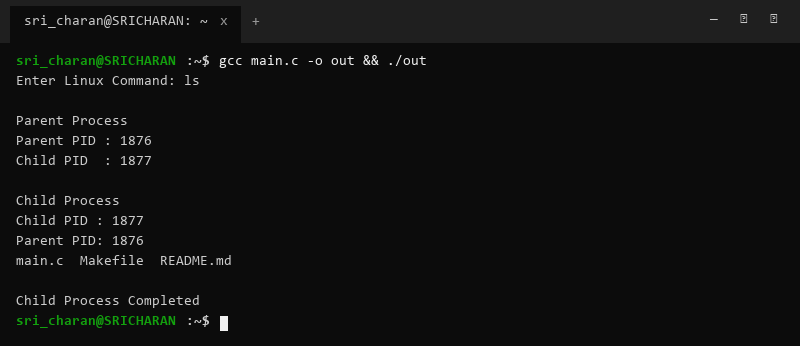 sri_charan@SRICHARAN: ~ x +
sri_charan@SRICHARAN :~$ gcc main.c -o out && ./out
Enter Linux Command: ls
Parent Process
Parent PID : 1876
Child PID  : 1877
Child Process
Child PID : 1877
Parent PID: 1876
main.c  Makefile  README.md
Child Process Completed
sri_charan@SRICHARAN :~$